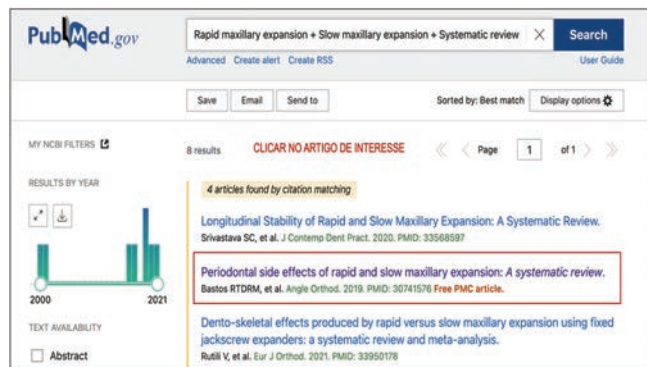 PubMed.gov
Rapid maxillary expansion + Slow maxillary expansion + Systematic review
Search
Advanced Create alert Create RSS
User Guide
Save Email Send to
Sorted by: Best match Display options
MY NCBI FILTERS
8 results CLICAR NO ARTIGO DE INTERESSE
Page 1 of 1
RESULTS BY YEAR
4 articles found by citation matching
Longitudinal Stability of Rapid and Slow Maxillary Expansion: A Systematic Review.
Srivastava SC, et al. J Contemp Dent Pract. 2020. PMID: 33568597
Periodontal side effects of rapid and slow maxillary expansion: A systematic review.
Bastos RTDRM, et al. Angle Orthod. 2019. PMID: 30741576 Free PMC article.
2000 2021
TEXT AVAILABILITY
Abstract
Dento-skeletal effects produced by rapid versus slow maxillary expansion using fixed
jackscrew expanders: a systematic review and meta-analysis.
Rutili V, et al. Eur J Orthod. 2021. PMID: 33950178